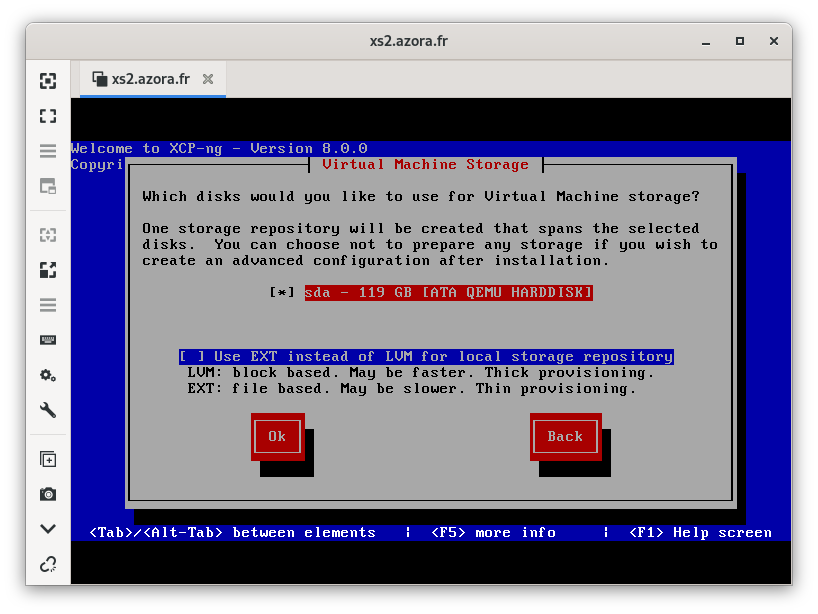 xs2.azora.fr
xs2.azora.fr
Welcome to XCP-ng - Version 8.0.0
Copyri
Virtual Machine Storage
Which disks would you like to use for Virtual Machine storage?
One storage repository will be created that spans the selected
disks.  You can choose not to prepare any storage if you wish to
create an advanced configuration after installation.
[*] sda - 119 GB [ATA QEMU HARDDISK]
[ ] Use EXT instead of LVM for local storage repository
LVM: block based. May be faster. Thick provisioning.
EXT: file based. May be slower. Thin provisioning.
Ok Back
<Tab>/<Alt-Tab> between elements | <F5> more info | <F1> Help screen